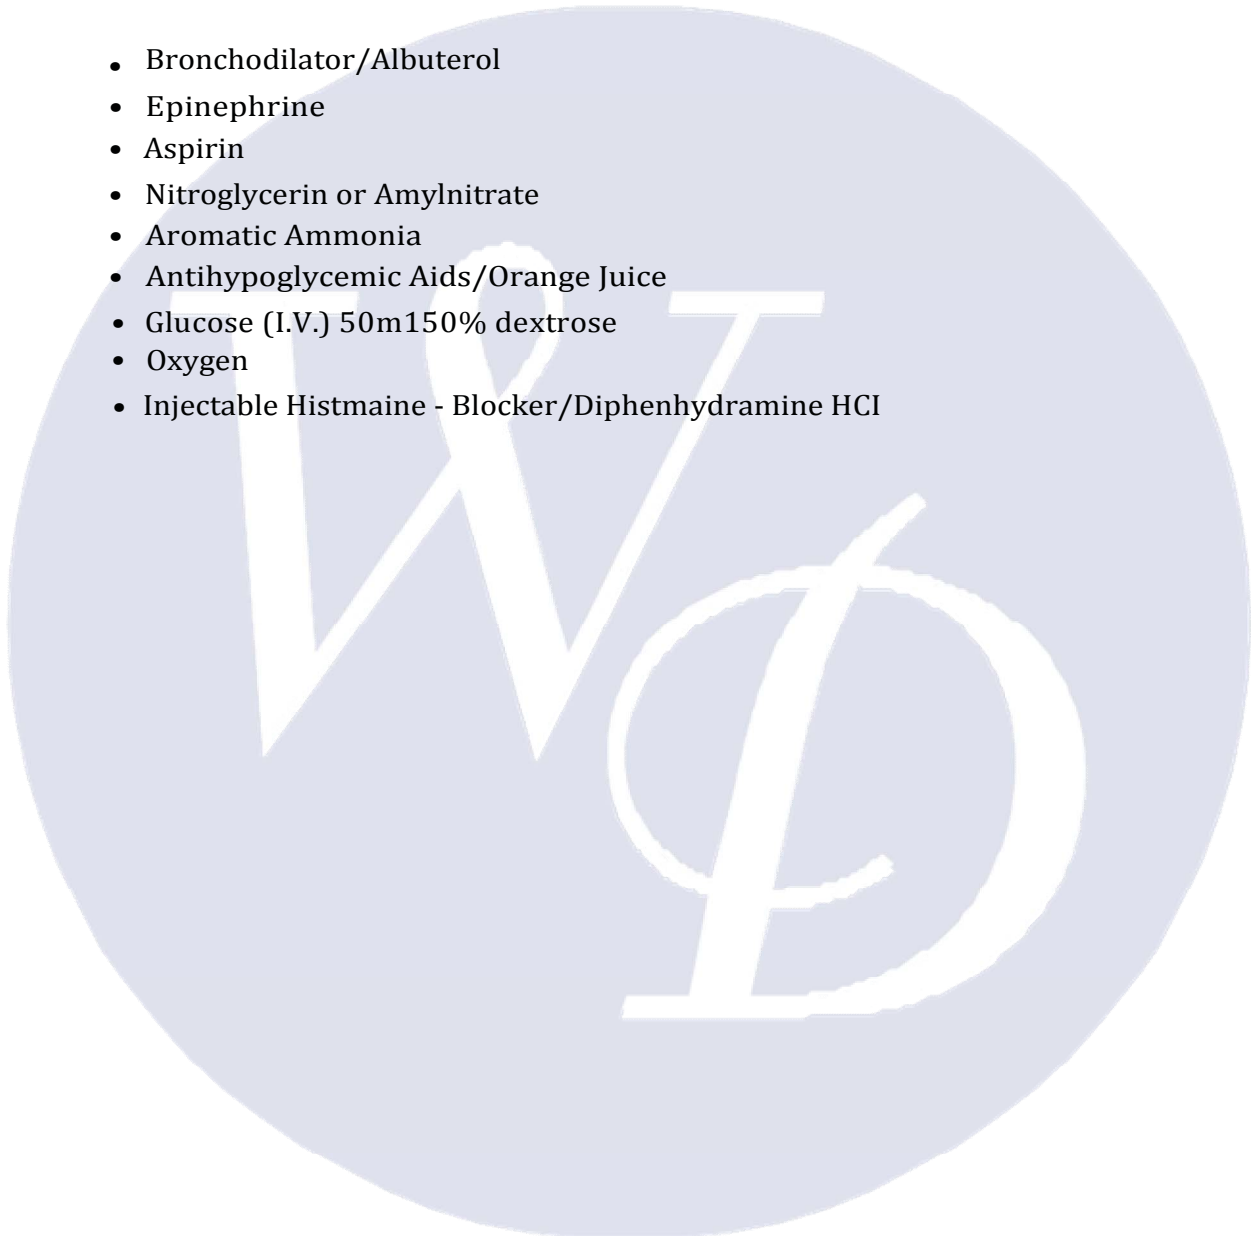 • Bronchodilator/Albuterol
• Epinephrine
• Aspirin
• Nitroglycerin or Amylnitrate
• Aromatic Ammonia
• Antihypoglycemic Aids/Orange Juice
• Glucose (I.V.) 50m150% dextrose
• Oxygen
• Injectable Histmaine - Blocker/Diphenhydramine HCI
WD